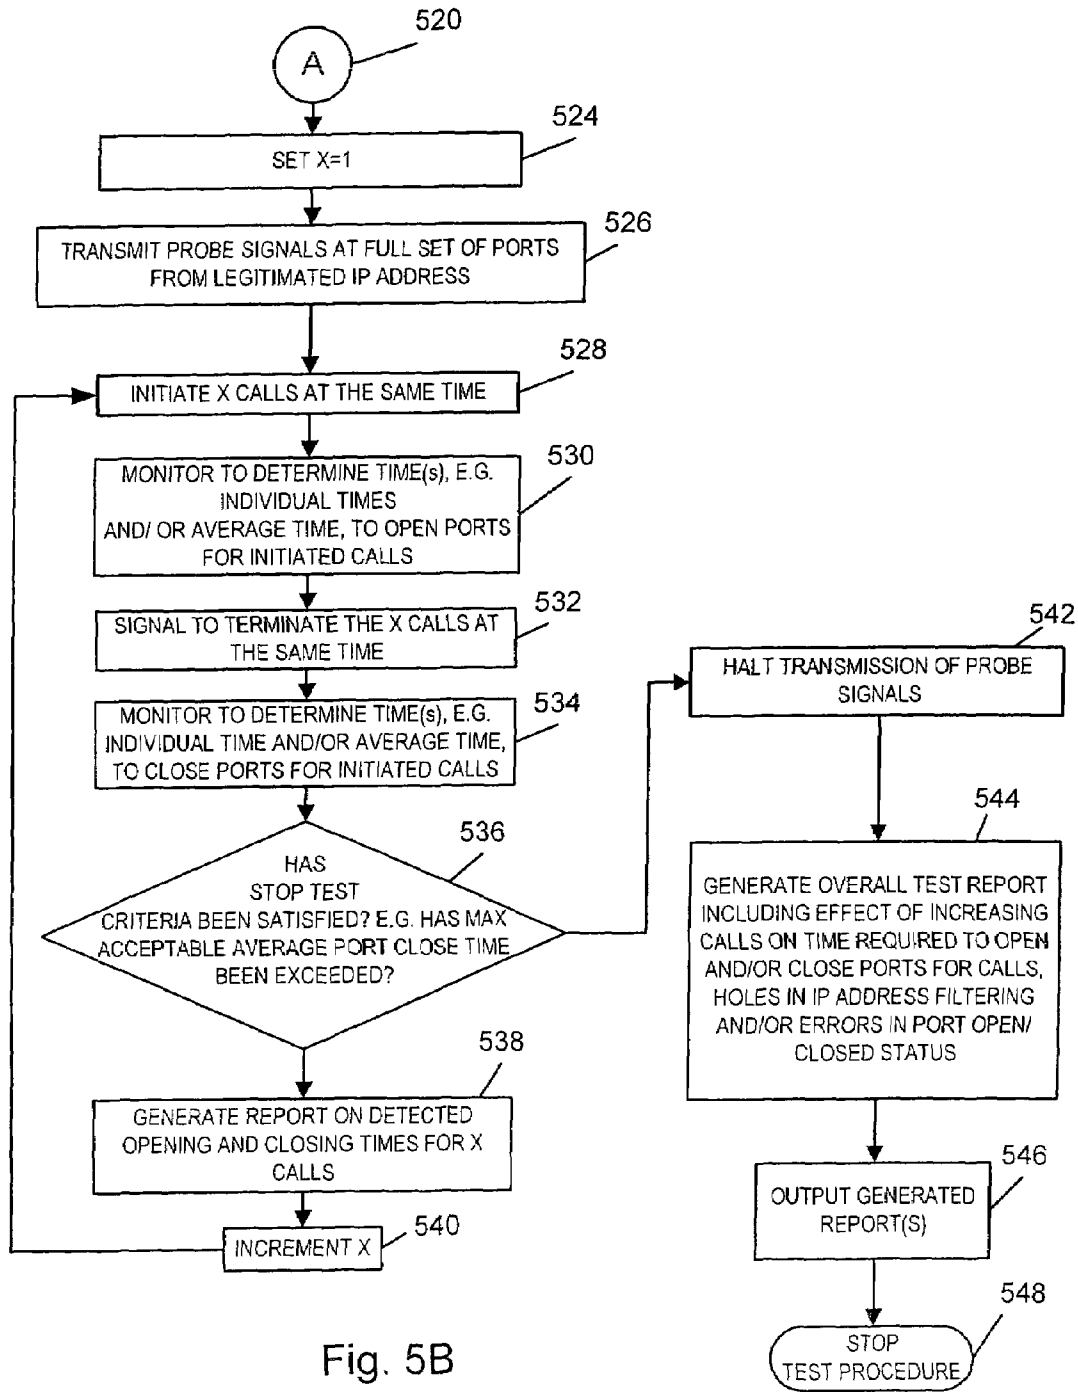 520
A
524
SET X=1
526
TRANSMIT PROBE SIGNALS AT FULL SET OF PORTS
FROM LEGITIMATED IP ADDRESS
528
INITIATE X CALLS AT THE SAME TIME
530
MONITOR TO DETERMINE TIME(s), E.G.
INDIVIDUAL TIMES
AND/ OR AVERAGE TIME, TO OPEN PORTS
FOR INITIATED CALLS
532
SIGNAL TO TERMINATE THE X CALLS AT
THE SAME TIME
534
MONITOR TO DETERMINE TIME(s), E.G.
INDIVIDUAL TIME AND/OR AVERAGE TIME,
TO CLOSE PORTS FOR INITIATED CALLS
536
HAS
STOP TEST
CRITERIA BEEN SATISFIED? E.G. HAS MAX
ACCEPTABLE AVERAGE PORT CLOSE TIME
BEEN EXCEEDED?
538
GENERATE REPORT ON DETECTED
OPENING AND CLOSING TIMES FOR X
CALLS
540
INCREMENT X
542
HALT TRANSMISSION OF PROBE
SIGNALS
544
GENERATE OVERALL TEST REPORT
INCLUDING EFFECT OF INCREASING
CALLS ON TIME REQUIRED TO OPEN
AND/OR CLOSE PORTS FOR CALLS,
HOLES IN IP ADDRESS FILTERING
AND/OR ERRORS IN PORT OPEN/
CLOSED STATUS
546
OUTPUT GENERATED
REPORT(S)
548
STOP
TEST PROCEDURE
Fig. 5B